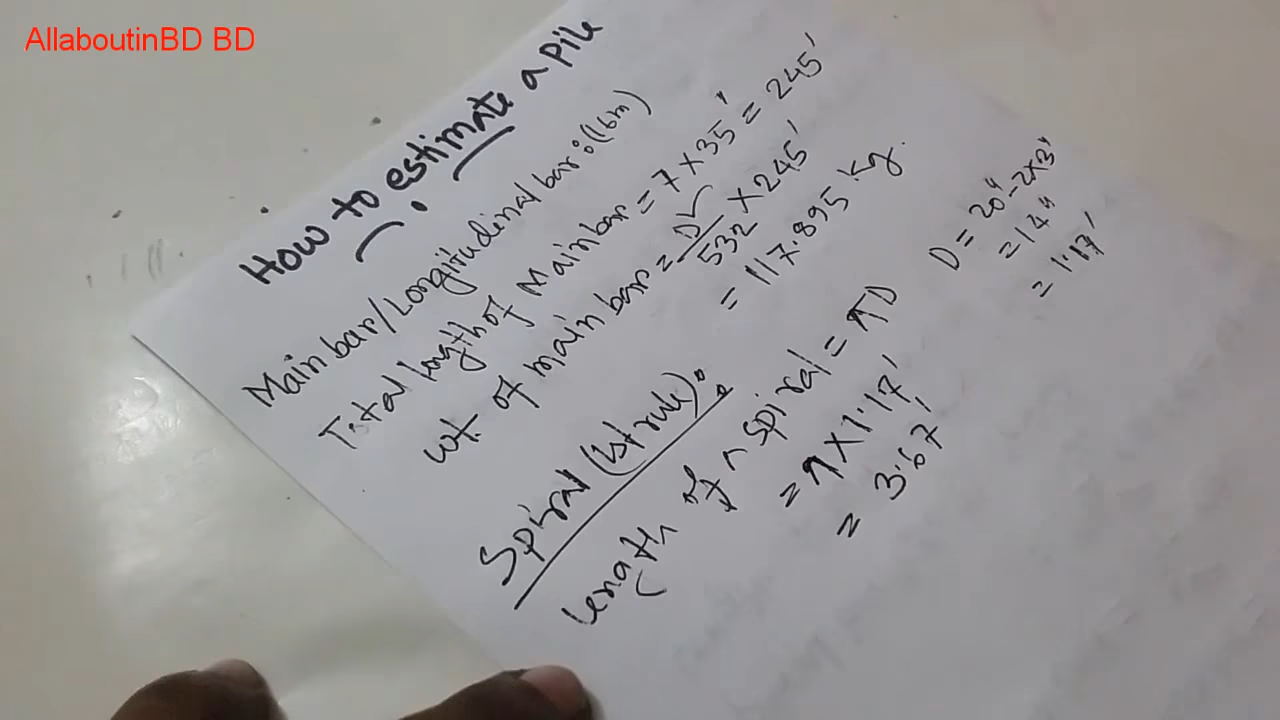 AllaboutinBD BD
How to estimate a pile
Main bar/Longitudinal bar: (16m)
Total length of Main bar = 7 X 35' = 245'
wt. of main bar = D²/532 X 245'
= 117.895 kg.
D = 20" - 2X3"
= 14"
= 1.17'
Spiral (1st rule):
Length of spiral = πD
= π X 1.17'
= 3.67'